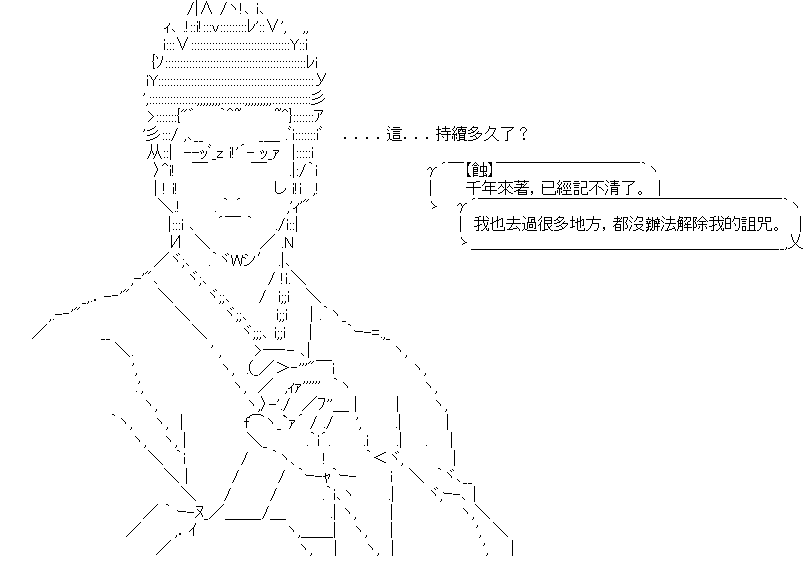 ．．．．這．．．持續多久了？
【蝕】
千年來著，已經記不清了。
我也去過很多地方，都沒辦法解除我的詛咒。